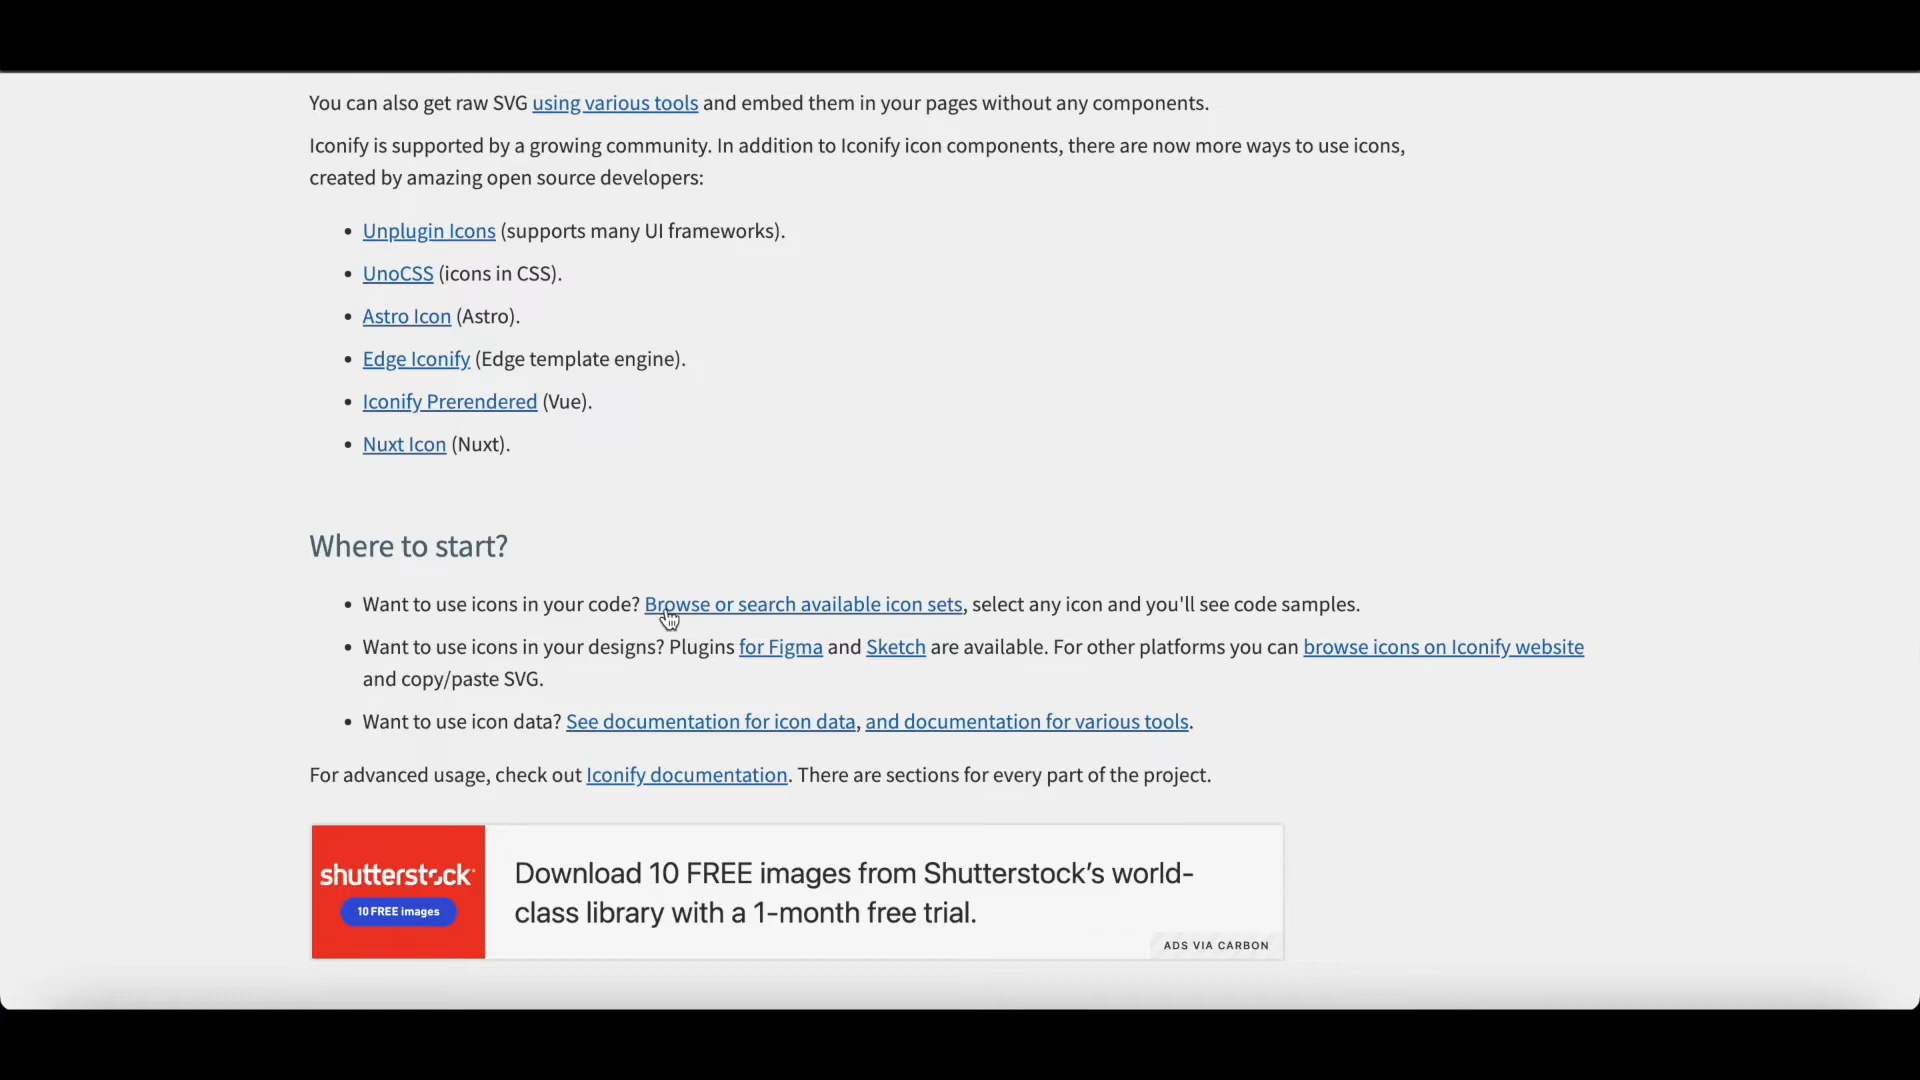 You can also get raw SVG using various tools and embed them in your pages without any components.
Iconify is supported by a growing community. In addition to Iconify icon components, there are now more ways to use icons,
created by amazing open source developers:
• Unplugin Icons (supports many UI frameworks).
• UnoCSS (icons in CSS).
• Astro Icon (Astro).
• Edge Iconify (Edge template engine).
• Iconify Prerendered (Vue).
• Nuxt Icon (Nuxt).
Where to start?
• Want to use icons in your code? Browse or search available icon sets, select any icon and you'll see code samples.
• Want to use icons in your designs? Plugins for Figma and Sketch are available. For other platforms you can browse icons on Iconify website
and copy/paste SVG.
• Want to use icon data? See documentation for icon data, and documentation for various tools.
For advanced usage, check out Iconify documentation. There are sections for every part of the project.
shutterstock
10 FREE images
Download 10 FREE images from Shutterstock's world-
class library with a 1-month free trial.
ADS VIA CARBON